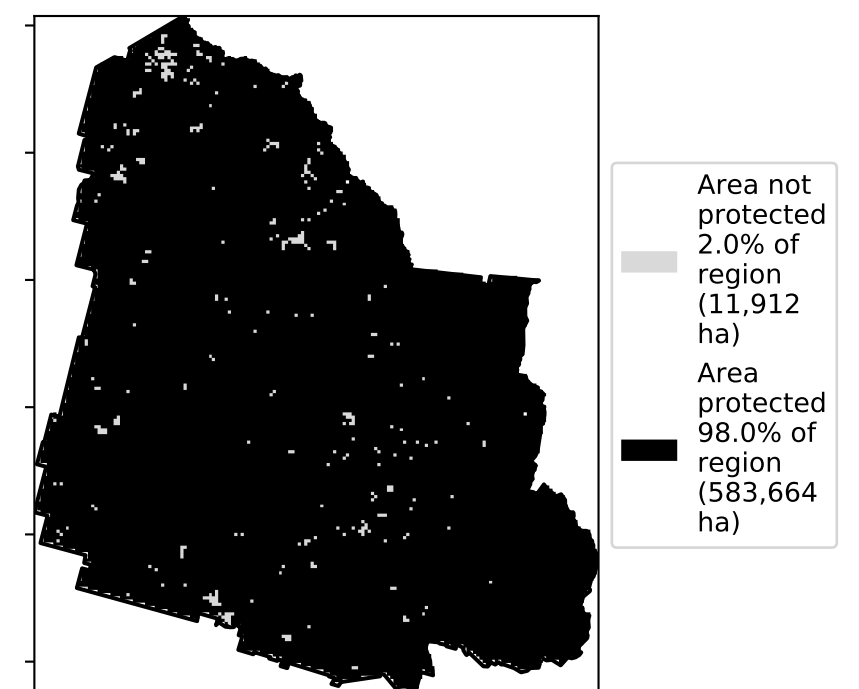 Area not
protected
2.0% of
region
(11,912
ha)
Area
protected
98.0% of
region
(583,664
ha)